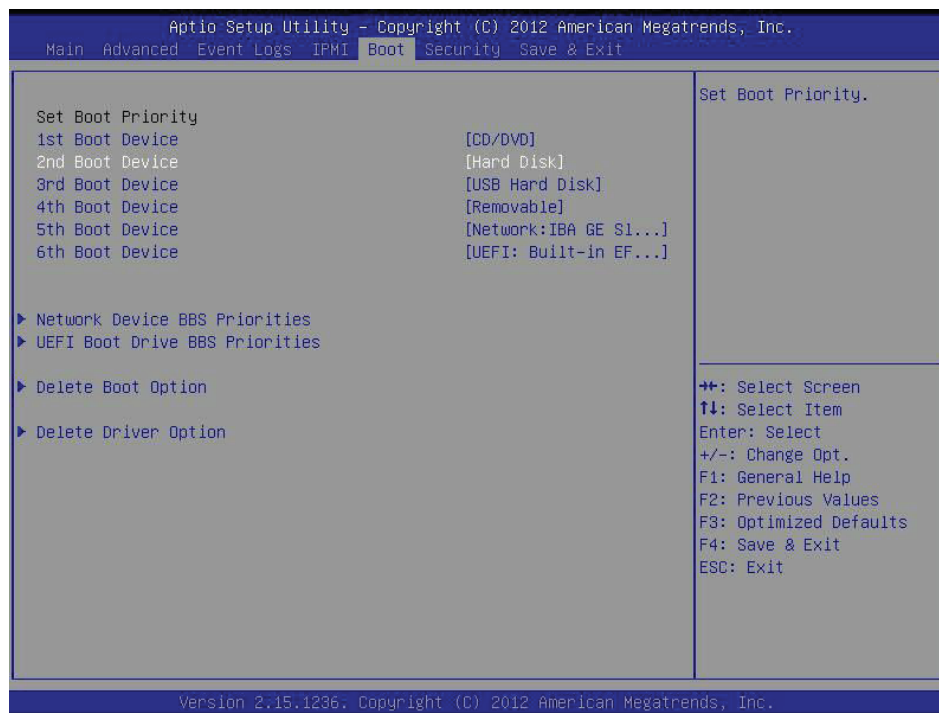 Aptio Setup Utility – Copyright (C) 2012 American Megatrends, Inc.
Main Advanced Event Logs IPMI Boot Security Save & Exit
Set Boot Priority
1st Boot Device [CD/DVD]
2nd Boot Device [Hard Disk]
3rd Boot Device [USB Hard Disk]
4th Boot Device [Removable]
5th Boot Device [Network:IBA GE Sl...]
6th Boot Device [UEFI: Built-in EF...]
▶ Network Device BBS Priorities
▶ UEFI Boot Drive BBS Priorities
▶ Delete Boot Option
▶ Delete Driver Option
Set Boot Priority.
→←: Select Screen
↑↓: Select Item
Enter: Select
+/-: Change Opt.
F1: General Help
F2: Previous Values
F3: Optimized Defaults
F4: Save & Exit
ESC: Exit
Version 2.15.1236. Copyright (C) 2012 American Megatrends, Inc.